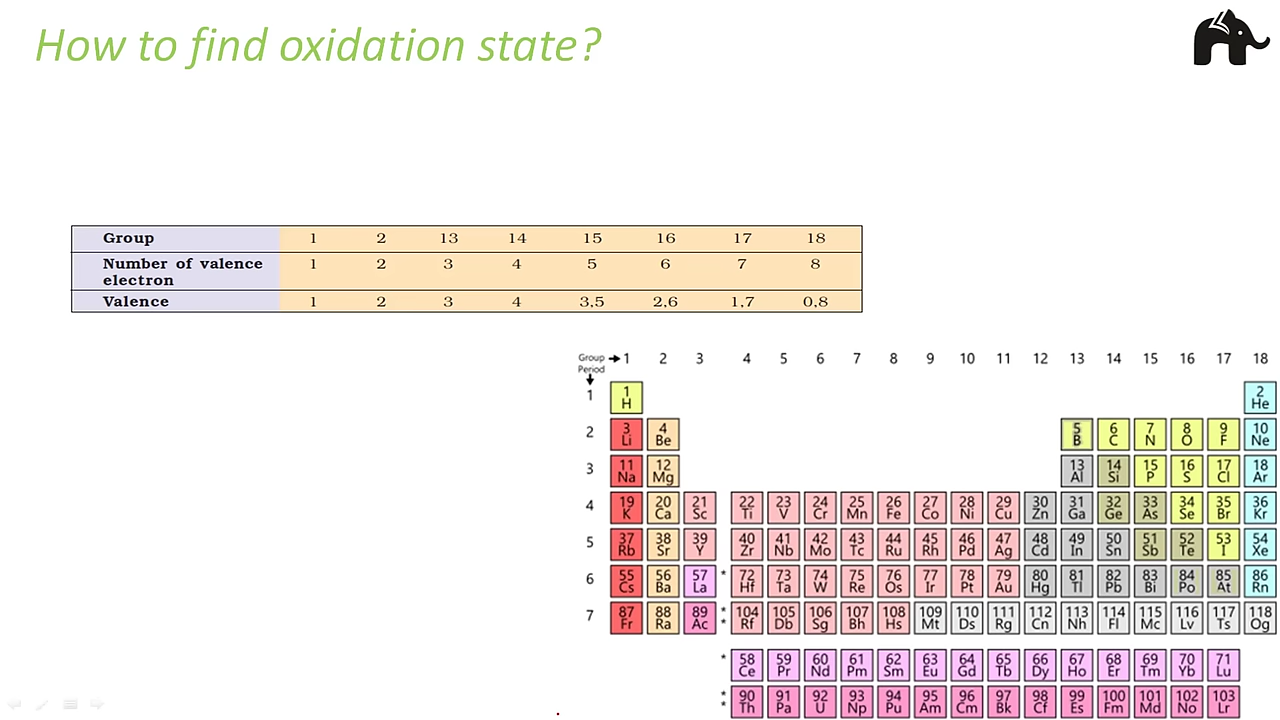 How to find oxidation state?
Group 1 2 13 14 15 16 17 18
Number of valence electron 1 2 3 4 5 6 7 8
Valence 1 2 3 4 3,5 2,6 1,7 0,8
Group 1 2 3 4 5 6 7 8 9 10 11 12 13 14 15 16 17 18
Period
1 1 H 2 He
2 3 Li 4 Be 5 B 6 C 7 N 8 O 9 F 10 Ne
3 11 Na 12 Mg 13 Al 14 Si 15 P 16 S 17 Cl 18 Ar
4 19 K 20 Ca 21 Sc 22 Ti 23 V 24 Cr 25 Mn 26 Fe 27 Co 28 Ni 29 Cu 30 Zn 31 Ga 32 Ge 33 As 34 Se 35 Br 36 Kr
5 37 Rb 38 Sr 39 Y 40 Zr 41 Nb 42 Mo 43 Tc 44 Ru 45 Rh 46 Pd 47 Ag 48 Cd 49 In 50 Sn 51 Sb 52 Te 53 I 54 Xe
6 55 Cs 56 Ba 57 La * 72 Hf 73 Ta 74 W 75 Re 76 Os 77 Ir 78 Pt 79 Au 80 Hg 81 Tl 82 Pb 83 Bi 84 Po 85 At 86 Rn
7 87 Fr 88 Ra 89 Ac * * 104 Rf 105 Db 106 Sg 107 Bh 108 Hs 109 Mt 110 Ds 111 Rg 112 Cn 113 Nh 114 Fl 115 Mc 116 Lv 117 Ts 118 Og
* 58 Ce 59 Pr 60 Nd 61 Pm 62 Sm 63 Eu 64 Gd 65 Tb 66 Dy 67 Ho 68 Er 69 Tm 70 Yb 71 Lu
* * 90 Th 91 Pa 92 U 93 Np 94 Pu 95 Am 96 Cm 97 Bk 98 Cf 99 Es 100 Fm 101 Md 102 No 103 Lr